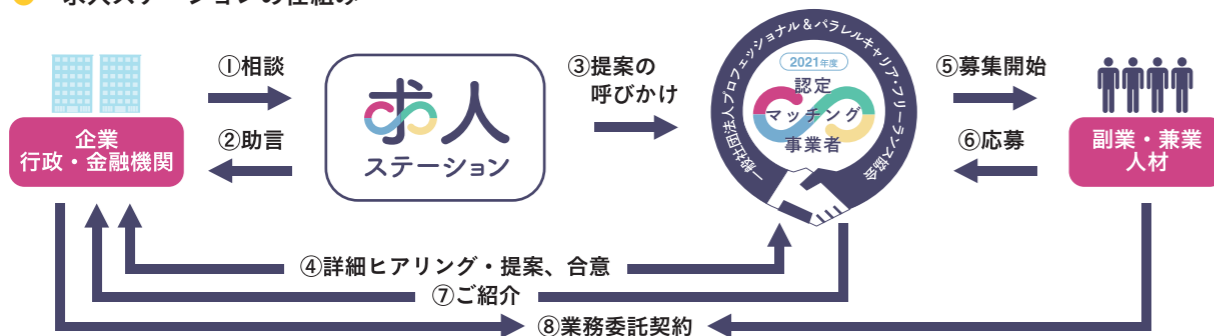 求人ステーションの仕組み
①相談
②助言
企業
行政・金融機関
求人
ステーション
③提案の
呼びかけ
一般社団法人プロフェッショナル&パラレルキャリア・フリーランス協会
2021年度
認定
マッチング
事業者
⑤募集開始
⑥応募
副業・兼業
人材
④詳細ヒアリング・提案、合意
⑦ご紹介
⑧業務委託契約